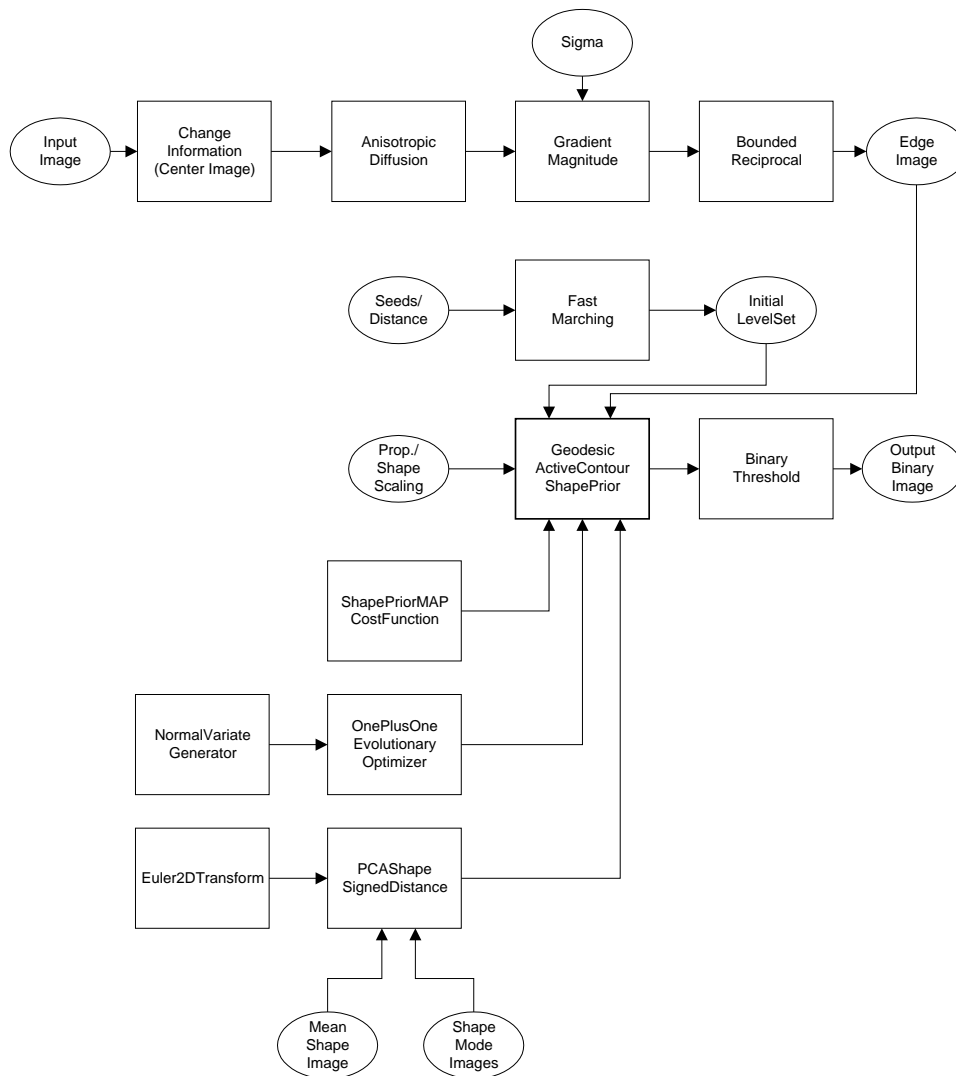 Sigma
Input
Image
Change
Information
(Center Image)
Anisotropic
Diffusion
Gradient
Magnitude
Bounded
Reciprocal
Edge
Image
Seeds/
Distance
Fast
Marching
Initial
LevelSet
Prop./
Shape
Scaling
Geodesic
ActiveContour
ShapePrior
Binary
Threshold
Output
Binary
Image
ShapePriorMAP
CostFunction
NormalVariate
Generator
OnePlusOne
Evolutionary
Optimizer
Euler2DTransform
PCAShape
SignedDistance
Mean
Shape
Image
Shape
Mode
Images